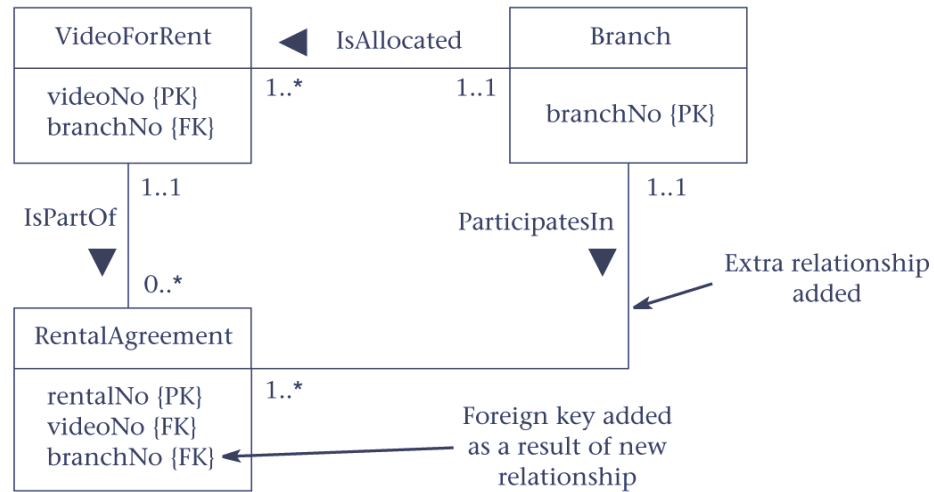 VideoForRent
IsAllocated
Branch
1..*
1..1
videoNo {PK}
branchNo {FK}
branchNo {PK}
1..1
1..1
IsPartOf
ParticipatesIn
Extra relationship
added
0..*
RentalAgreement
1..*
rentalNo {PK}
videoNo {FK}
branchNo {FK}
Foreign key added
as a result of new
relationship